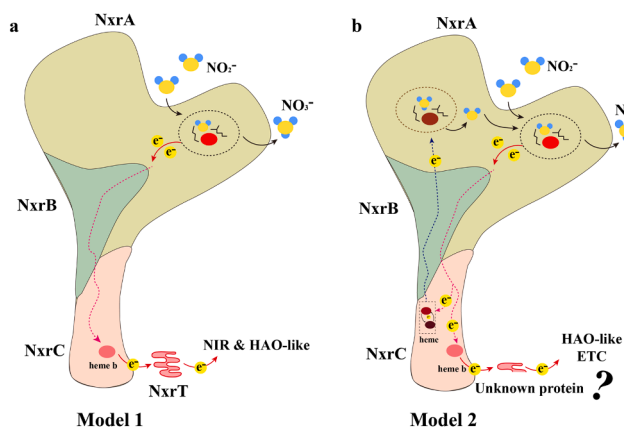 a
NxrA
NO₂⁻
NO₃⁻
e⁻
e⁻
NxrB
NxrC
heme b
e⁻
NxrT
e⁻
NIR & HAO-like
Model 1
b
NxrA
NO₂⁻
e⁻
e⁻
e⁻
NxrB
e⁻
e⁻
heme
NxrC
heme b
e⁻
Unknown protein
e⁻
HAO-like
ETC
?
Model 2